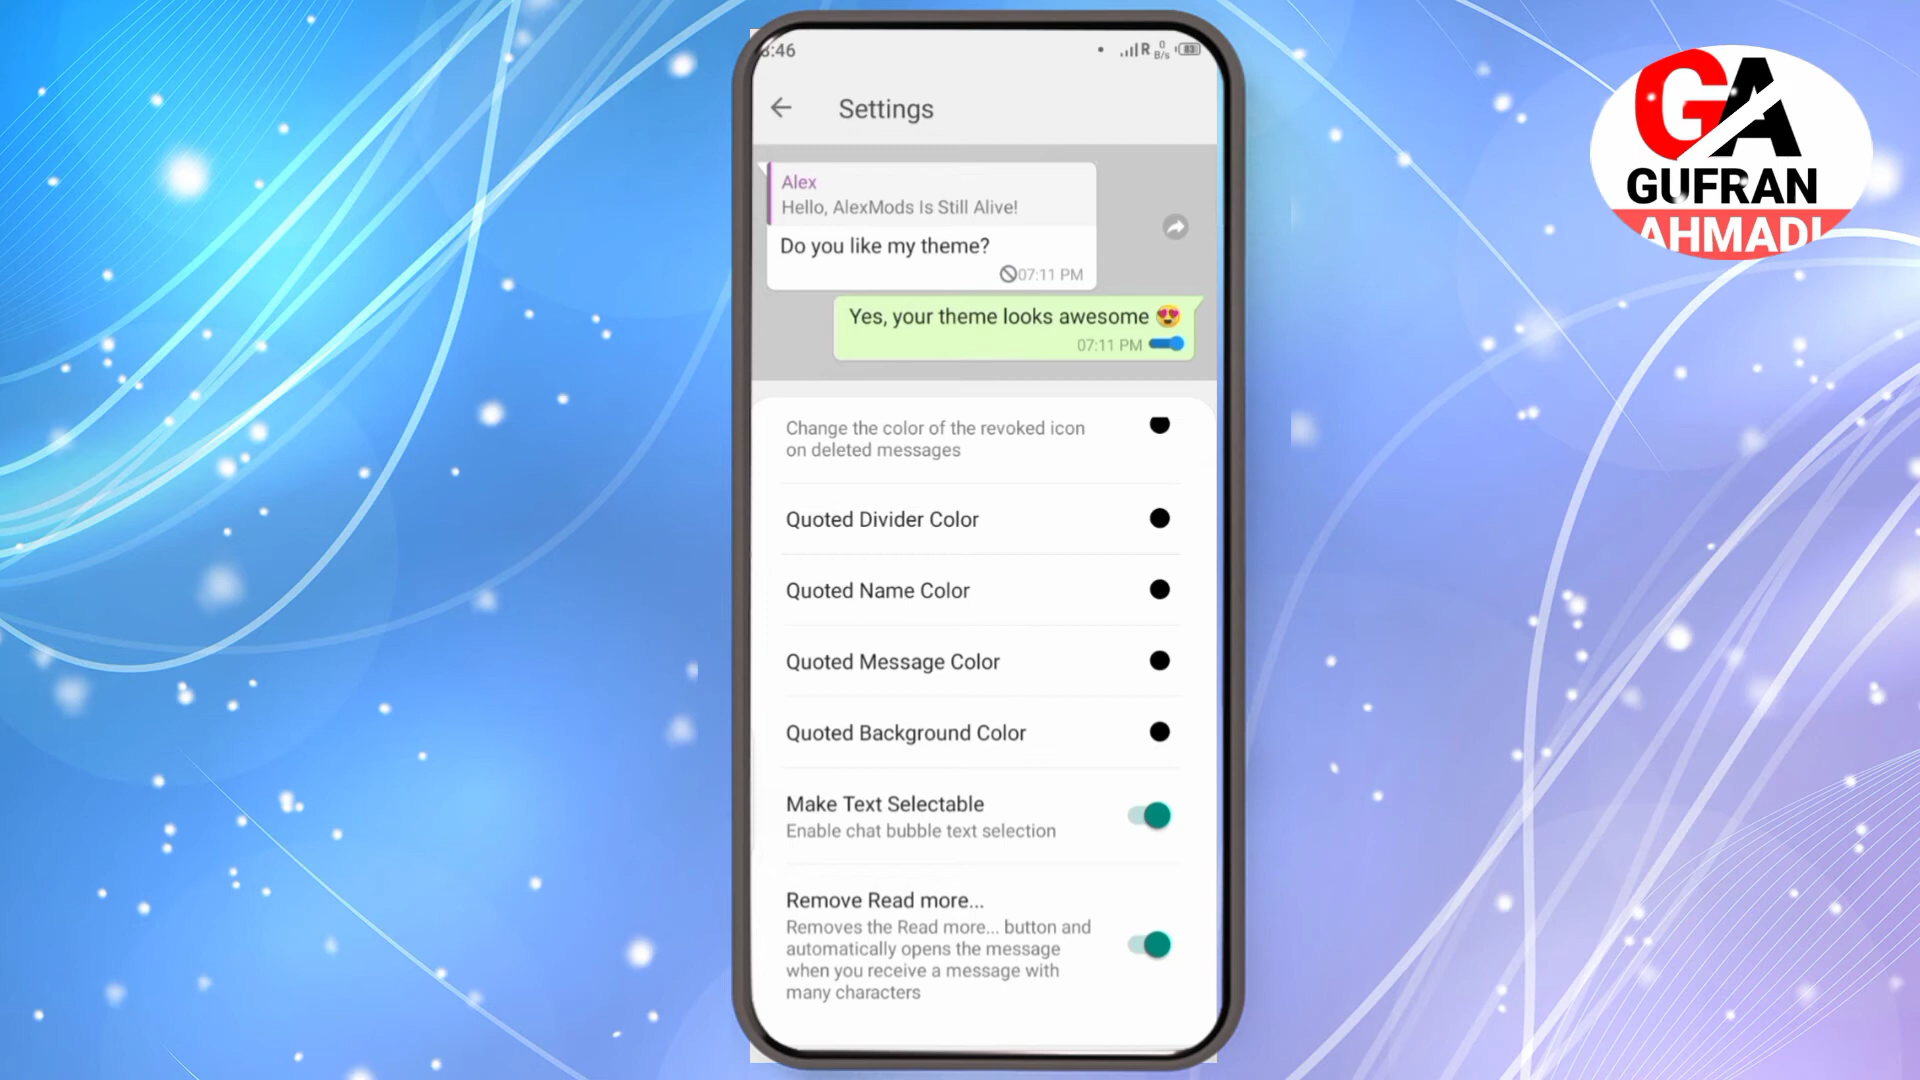 :46
R 0 B/s 83
Settings
Alex
Hello, AlexMods Is Still Alive!
Do you like my theme?
07:11 PM
Yes, your theme looks awesome 😍
07:11 PM
Change the color of the revoked icon
on deleted messages
Quoted Divider Color
Quoted Name Color
Quoted Message Color
Quoted Background Color
Make Text Selectable
Enable chat bubble text selection
Remove Read more...
Removes the Read more... button and
automatically opens the message
when you receive a message with
many characters
GA
GUFRAN
AHMADI